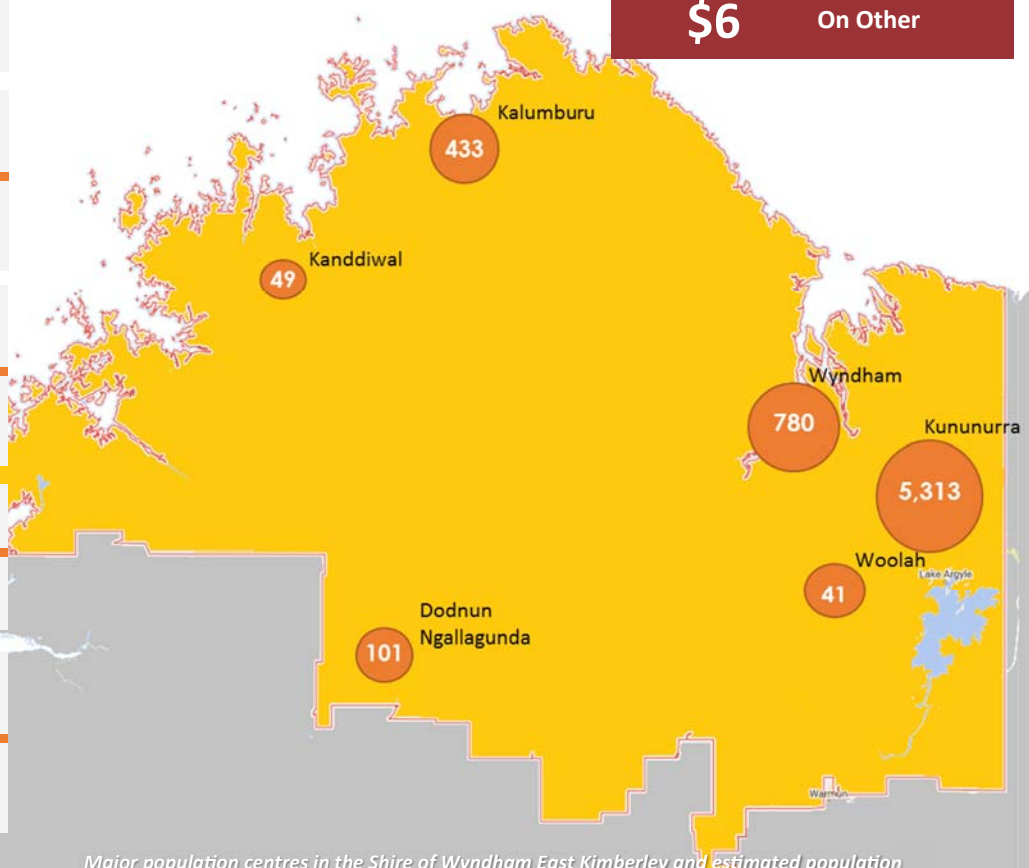 $6 On Other
Kalumburu
433
Kanddiwal
49
Wyndham
780
Kununurra
5,313
Woolah
41
Lake Argyle
Dodnun
Ngallagunda
101
Warmun
Major population centres in the Shire of Wyndham East Kimberley and estimated population